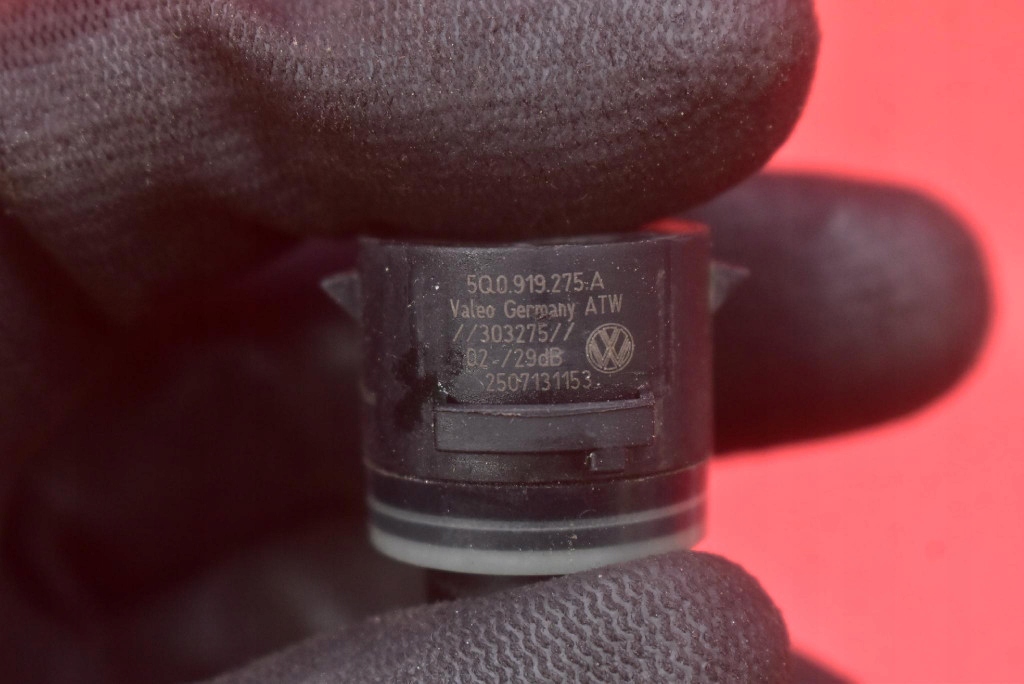 5Q0.919.275.A
Valeo Germany ATW
//303275//
02-/29dB
2507131153